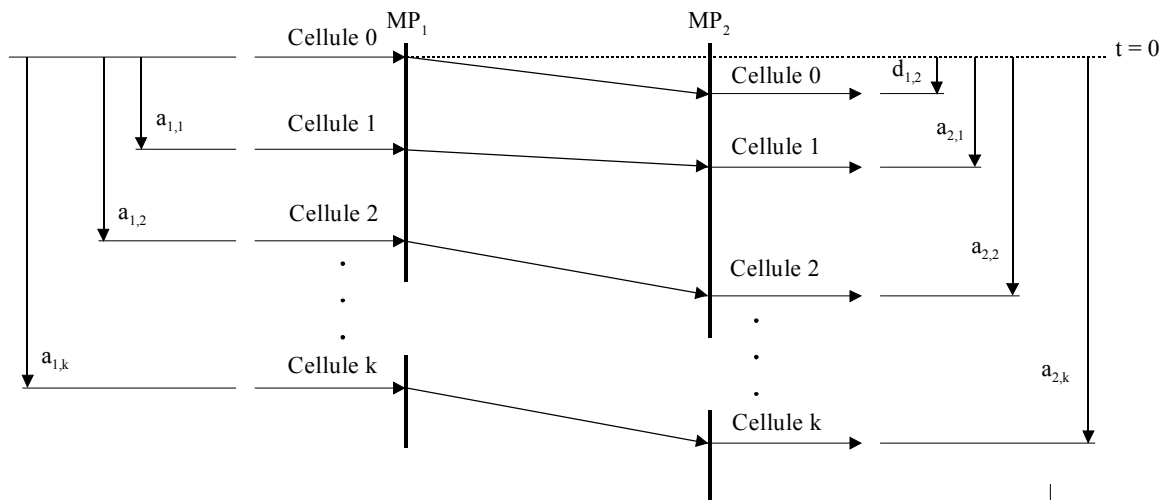 MP1 MP2
Cellule 0 t = 0
Cellule 0 d1,2
a1,1 Cellule 1 Cellule 1 a2,1
a1,2 Cellule 2
Cellule 2 a2,2
a1,k Cellule k
a2,k
Cellule k